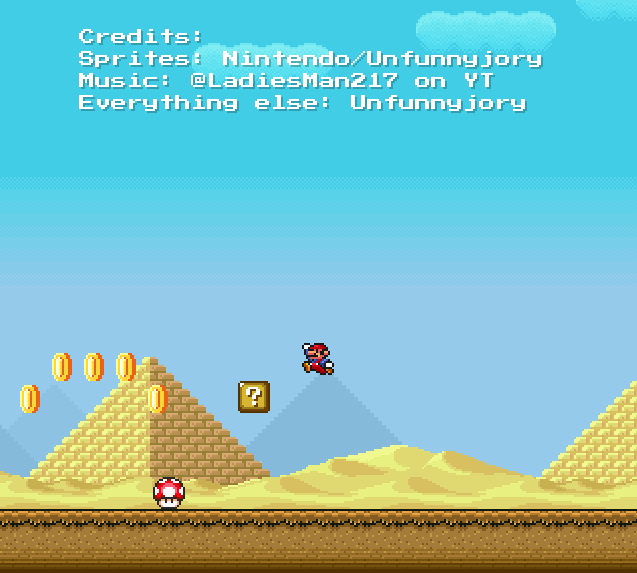 Credits:
Sprites: Nintendo/Unfunnyjory
Music: @LadiesMan217 on YT
Everything else: Unfunnyjory
?